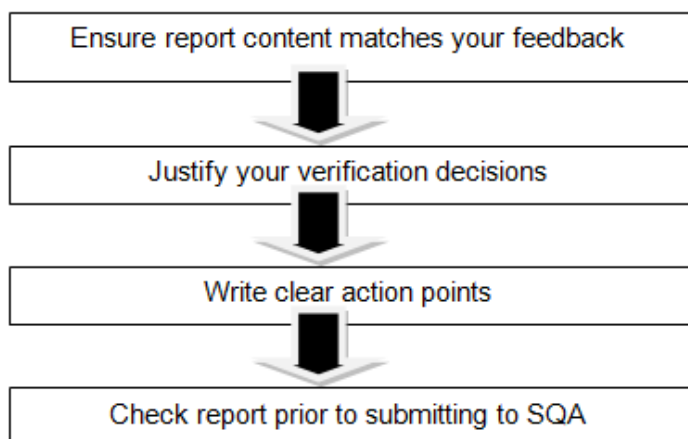 Ensure report content matches your feedback
Justify your verification decisions
Write clear action points
Check report prior to submitting to SQA